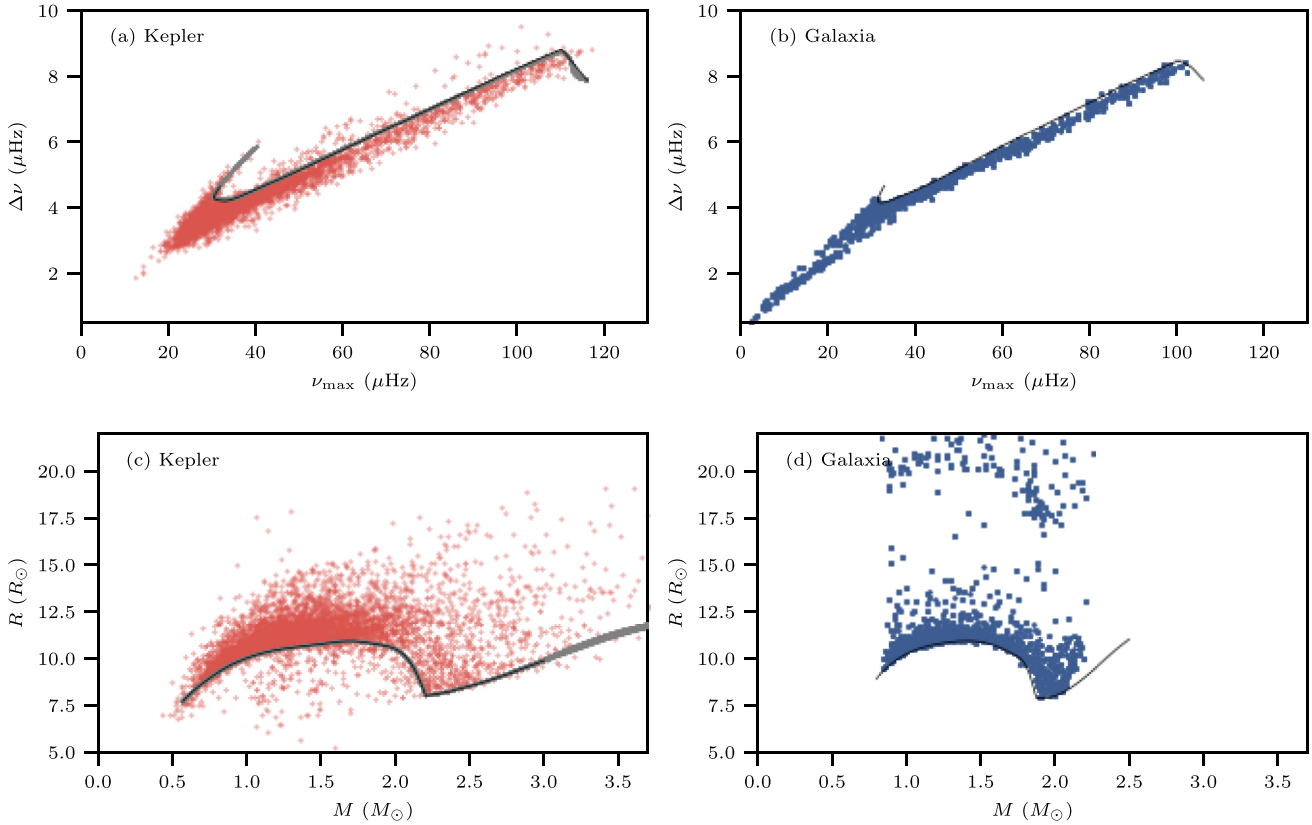 10
8
6
4
2
Δν (μHz)
(a) Kepler
0 20 40 60 80 100 120
ν_max (μHz)
10
8
6
4
2
Δν (μHz)
(b) Galaxia
0 20 40 60 80 100 120
ν_max (μHz)
20.0
17.5
15.0
12.5
10.0
7.5
5.0
R (R⊙)
(c) Kepler
0.0 0.5 1.0 1.5 2.0 2.5 3.0 3.5
M (M⊙)
20.0
17.5
15.0
12.5
10.0
7.5
5.0
R (R⊙)
(d) Galaxia
0.0 0.5 1.0 1.5 2.0 2.5 3.0 3.5
M (M⊙)